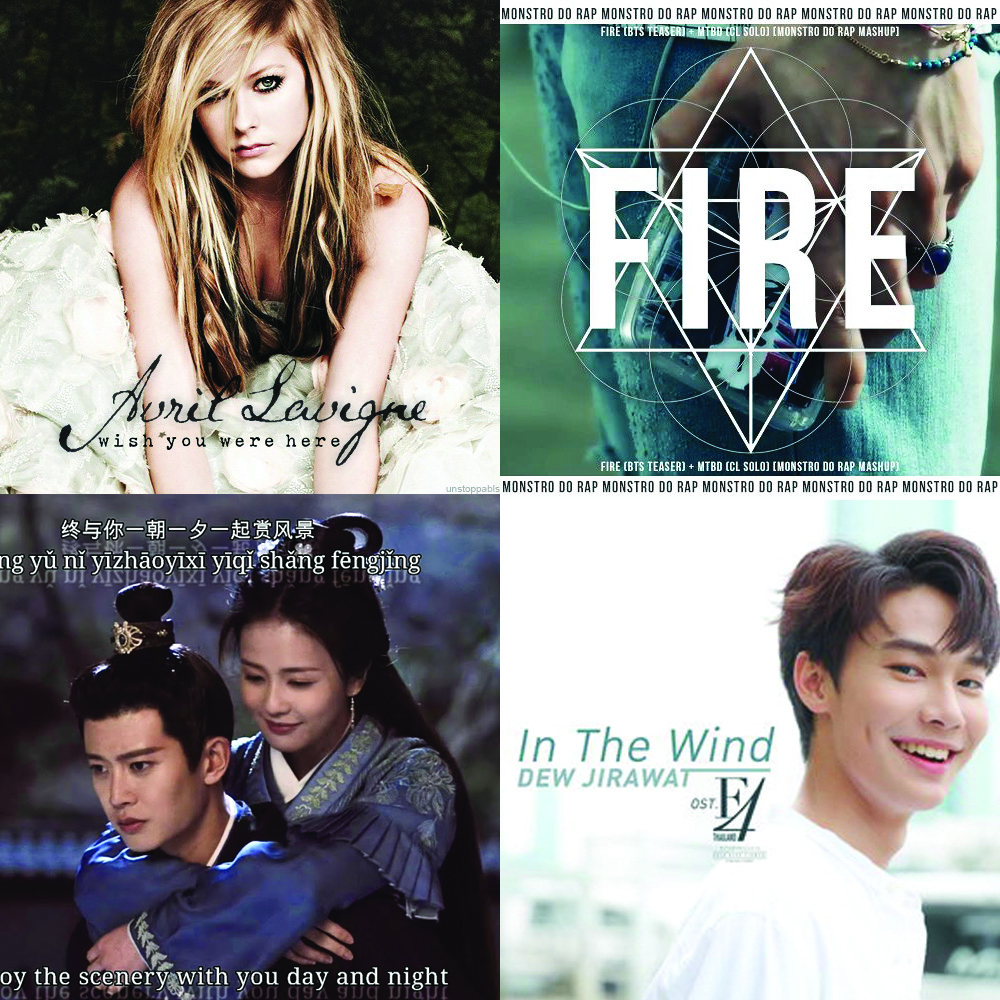 MONSTRO DO RAP MONSTRO DO RAP MONSTRO DO RAP MONSTRO DO RAP MONSTRO DO RAP
FIRE (BTS TEASER) + MTBD (CL SOLO) [MONSTRO DO RAP MASHUP]
FIRE
Avril Lavigne
wish you were here
FIRE (BTS TEASER) + MTBD (CL SOLO) [MONSTRO DO RAP MASHUP]
unstoppabls
MONSTRO DO RAP MONSTRO DO RAP MONSTRO DO RAP MONSTRO DO RAP MONSTRO DO RAP
终与你一朝一夕一起赏风景
ng yǔ nǐ yīzhāoyīxī yīqǐ shǎng fēngjǐng
oy the scenery with you day and night
In The Wind
DEW JIRAWAT
OST. F4
THAILAND